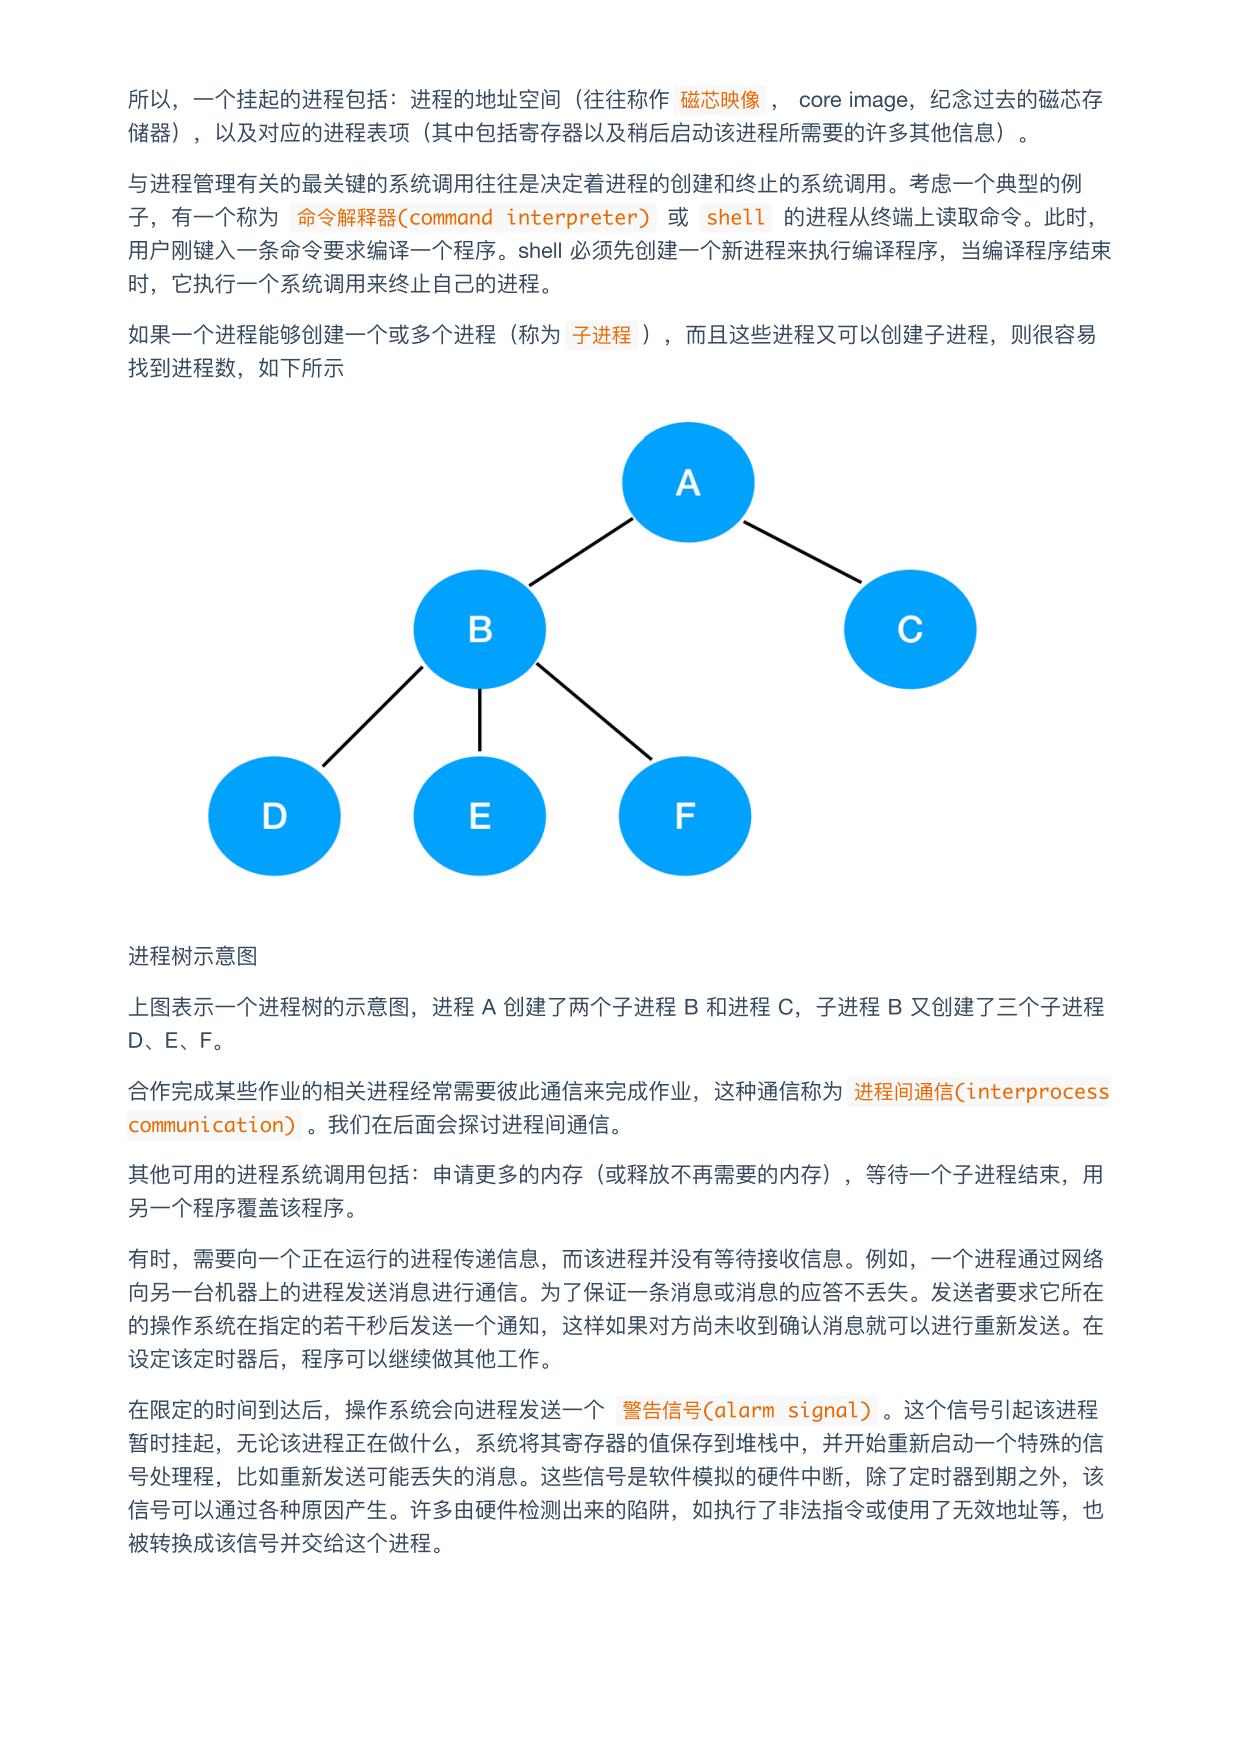 所以，一个挂起的进程包括：进程的地址空间（往往称作 磁芯映像 ， core image，纪念过去的磁芯存
储器），以及对应的进程表项（其中包括寄存器以及稍后启动该进程所需要的许多其他信息）。
与进程管理有关的最关键的系统调用往往是决定着进程的创建和终止的系统调用。考虑一个典型的例
子，有一个称为 命令解释器(command interpreter) 或 shell 的进程从终端上读取命令。此时，
用户刚键入一条命令要求编译一个程序。shell 必须先创建一个新进程来执行编译程序，当编译程序结束
时，它执行一个系统调用来终止自己的进程。
如果一个进程能够创建一个或多个进程（称为 子进程 ），而且这些进程又可以创建子进程，则很容易
找到进程数，如下所示
A
B
C
D
E
F
进程树示意图
上图表示一个进程树的示意图，进程 A 创建了两个子进程 B 和进程 C，子进程 B 又创建了三个子进程
D、E、F。
合作完成某些作业的相关进程经常需要彼此通信来完成作业，这种通信称为 进程间通信(interprocess
communication) 。我们在后面会探讨进程间通信。
其他可用的进程系统调用包括：申请更多的内存（或释放不再需要的内存），等待一个子进程结束，用
另一个程序覆盖该程序。
有时，需要向一个正在运行的进程传递信息，而该进程并没有等待接收信息。例如，一个进程通过网络
向另一台机器上的进程发送消息进行通信。为了保证一条消息或消息的应答不丢失。发送者要求它所在
的操作系统在指定的若干秒后发送一个通知，这样如果对方尚未收到确认消息就可以进行重新发送。在
设定该定时器后，程序可以继续做其他工作。
在限定的时间到达后，操作系统会向进程发送一个 警告信号(alarm signal) 。这个信号引起该进程
暂时挂起，无论该进程正在做什么，系统将其寄存器的值保存到堆栈中，并开始重新启动一个特殊的信
号处理程，比如重新发送可能丢失的消息。这些信号是软件模拟的硬件中断，除了定时器到期之外，该
信号可以通过各种原因产生。许多由硬件检测出来的陷阱，如执行了非法指令或使用了无效地址等，也
被转换成该信号并交给这个进程。